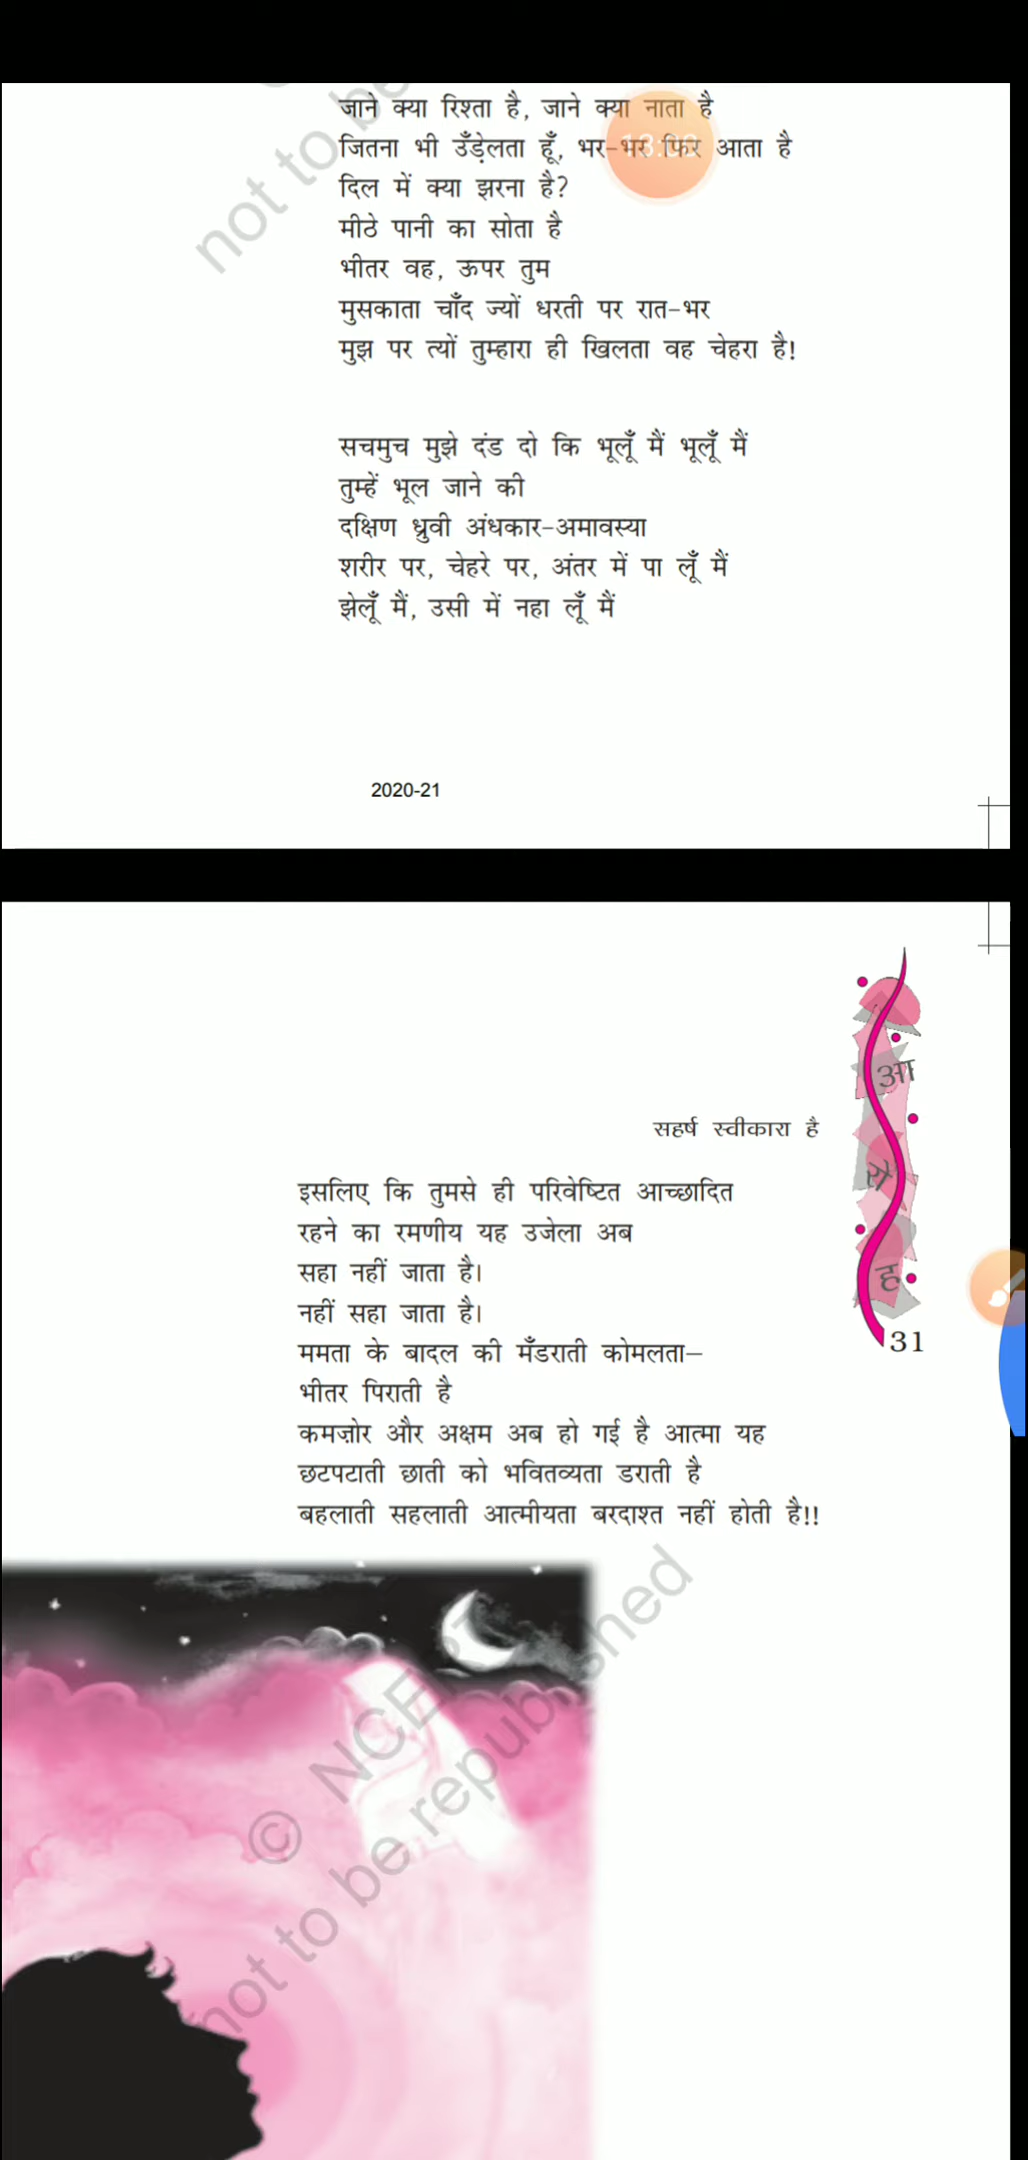 जाने क्या रिश्ता है, जाने क्या नाता है
जितना भी उँड़ेलता हूँ, भर-भर फिर आता है
दिल में क्या झरना है?
मीठे पानी का सोता है
भीतर वह, ऊपर तुम
मुसकाता चाँद ज्यों धरती पर रात-भर
मुझ पर त्यों तुम्हारा ही खिलता वह चेहरा है!
सचमुच मुझे दंड दो कि भूलूँ मैं भूलूँ मैं
तुम्हें भूल जाने की
दक्षिण ध्रुवी अंधकार-अमावस्या
शरीर पर, चेहरे पर, अंतर में पा लूँ मैं
झेलूँ मैं, उसी में नहा लूँ मैं
not to be
2020-21
आ
रो
ह
सहर्ष स्वीकारा है
31
इसलिए कि तुमसे ही परिवेष्टित आच्छादित
रहने का रमणीय यह उजेला अब
सहा नहीं जाता है।
नहीं सहा जाता है।
ममता के बादल की मँडराती कोमलता–
भीतर पिराती है
कमज़ोर और अक्षम अब हो गई है आत्मा यह
छटपटाती छाती को भवितव्यता डराती है
बहलाती सहलाती आत्मीयता बरदाश्त नहीं होती है!!
© NCERT
not to be republished